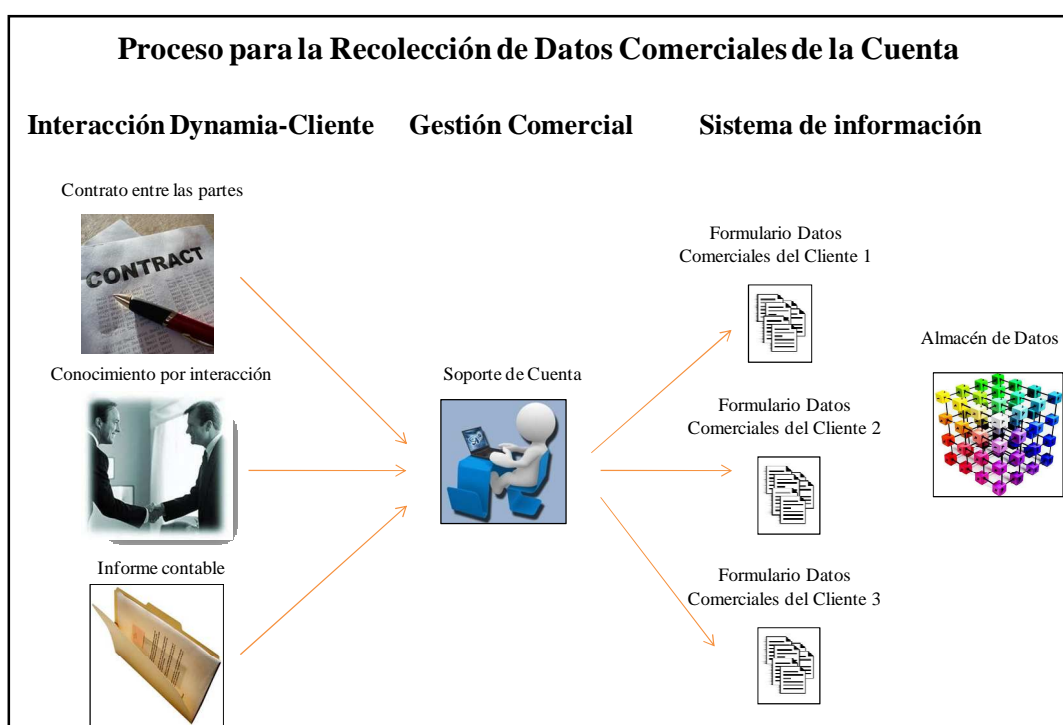 Proceso para la Recolección de Datos Comerciales de la Cuenta
Interacción Dynamia-Cliente
Gestión Comercial
Sistema de información
Contrato entre las partes
CONTRACT
Conocimiento por interacción
Informe contable
Soporte de Cuenta
Formulario Datos
Comerciales del Cliente 1
Formulario Datos
Comerciales del Cliente 2
Formulario Datos
Comerciales del Cliente 3
Almacén de Datos